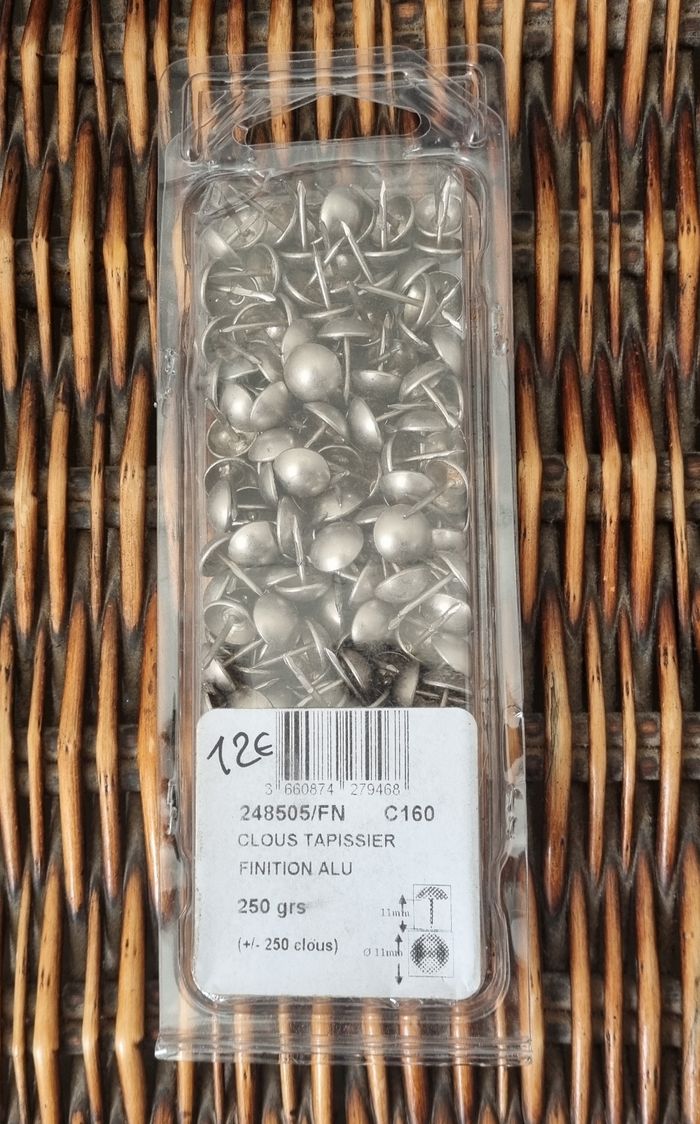 12€
3 660874 279468
248505/FN C160
CLOUS TAPISSIER
FINITION ALU
250 grs
11mm
(+/- 250 clous)
Ø 11mm